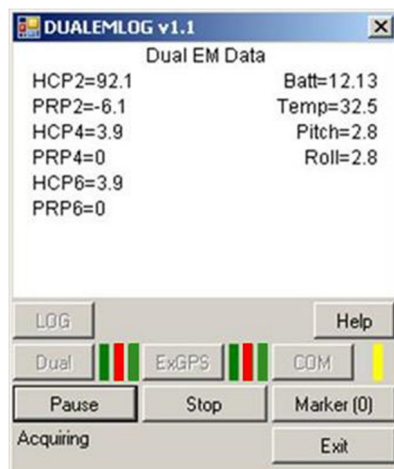 DUALEMLOG v1.1
Dual EM Data
HCP2=92.1 Batt=12.13
PRP2=-6.1 Temp=32.5
HCP4=3.9 Pitch=2.8
PRP4=0 Roll=2.8
HCP6=3.9
PRP6=0
LOG Help
Dual ExGPS COM
Pause Stop Marker (0)
Acquiring Exit